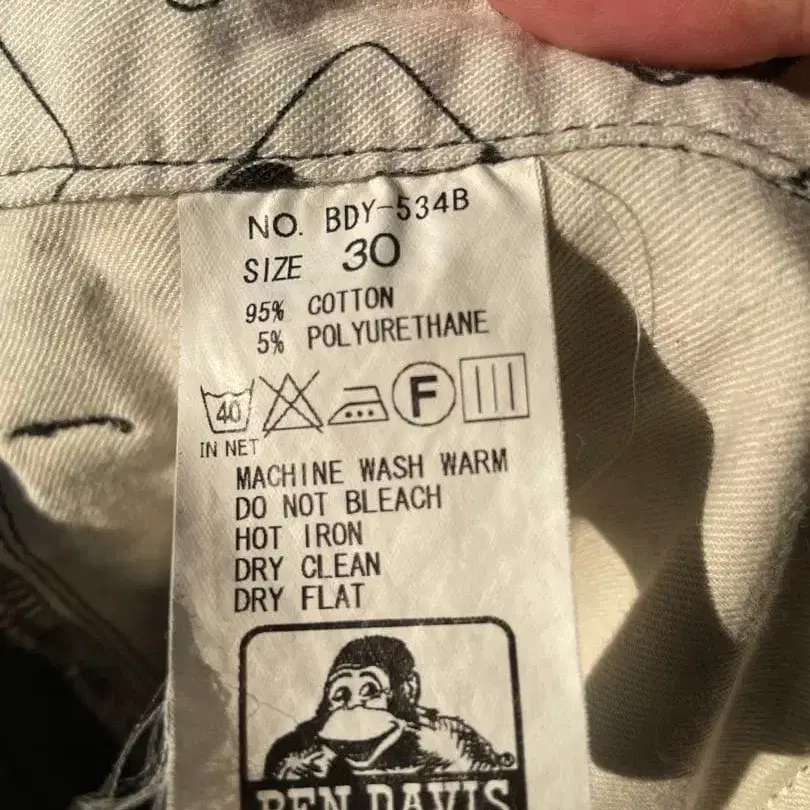 NO. BDY-534B
SIZE 30
95% COTTON
5% POLYURETHANE
40 F
IN NET
MACHINE WASH WARM
DO NOT BLEACH
HOT IRON
DRY CLEAN
DRY FLAT
BEN DAVIS